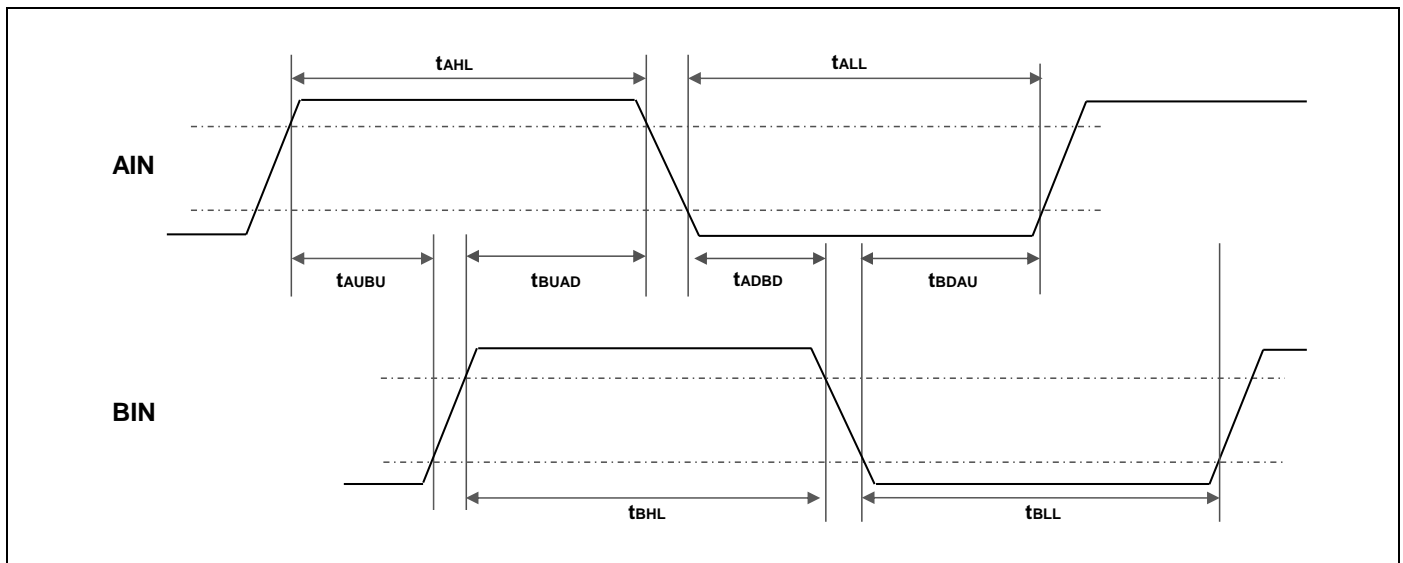 tAHL
tALL
AIN
tAUBU
tBUAD
tADBD
tBDAU
BIN
tBHL
tBLL